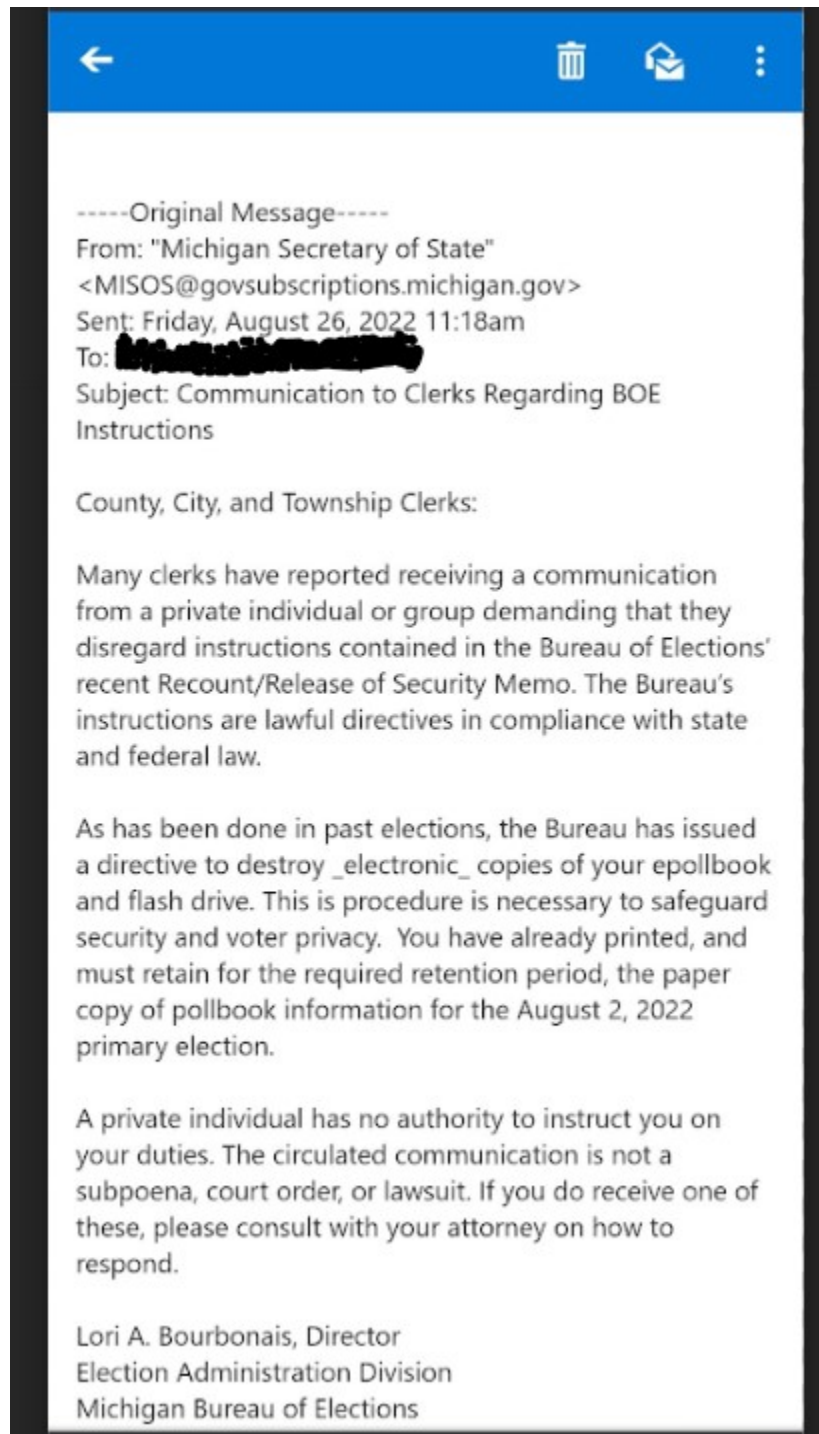 -----Original Message-----
From: "Michigan Secretary of State"
<MISOS@govsubscriptions.michigan.gov>
Sent: Friday, August 26, 2022 11:18am
To:
Subject: Communication to Clerks Regarding BOE
Instructions
County, City, and Township Clerks:
Many clerks have reported receiving a communication
from a private individual or group demanding that they
disregard instructions contained in the Bureau of Elections'
recent Recount/Release of Security Memo. The Bureau's
instructions are lawful directives in compliance with state
and federal law.
As has been done in past elections, the Bureau has issued
a directive to destroy _electronic_ copies of your epollbook
and flash drive. This is procedure is necessary to safeguard
security and voter privacy.  You have already printed, and
must retain for the required retention period, the paper
copy of pollbook information for the August 2, 2022
primary election.
A private individual has no authority to instruct you on
your duties. The circulated communication is not a
subpoena, court order, or lawsuit. If you do receive one of
these, please consult with your attorney on how to
respond.
Lori A. Bourbonais, Director
Election Administration Division
Michigan Bureau of Elections